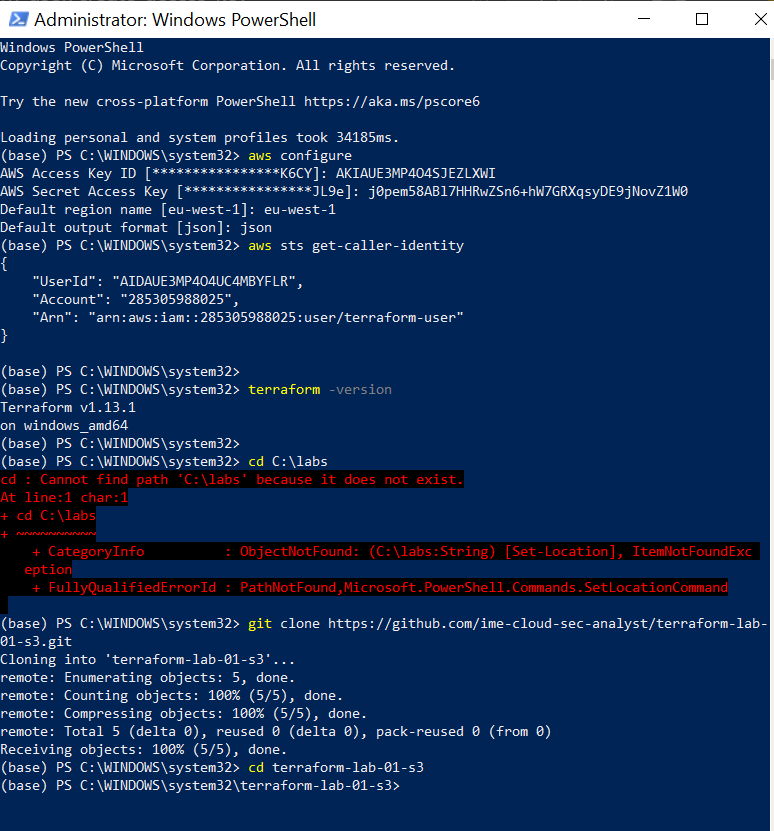 Administrator: Windows PowerShell
Windows PowerShell
Copyright (C) Microsoft Corporation. All rights reserved.
Try the new cross-platform PowerShell https://aka.ms/pscore6
Loading personal and system profiles took 34185ms.
(base) PS C:\WINDOWS\system32> aws configure
AWS Access Key ID [****************K6CY]: AKIAUE3MP4O4SJEZLXWI
AWS Secret Access Key [****************JL9e]: 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
Default region name [eu-west-1]: eu-west-1
Default output format [json]: json
(base) PS C:\WINDOWS\system32> aws sts get-caller-identity
{
    "UserId": "AIDAUE3MP4O4UC4MBYFLR",
    "Account": "285305988025",
    "Arn": "arn:aws:iam::285305988025:user/terraform-user"
}
(base) PS C:\WINDOWS\system32>
(base) PS C:\WINDOWS\system32> terraform -version
Terraform v1.13.1
on windows_amd64
(base) PS C:\WINDOWS\system32>
(base) PS C:\WINDOWS\system32> cd C:\labs
cd : Cannot find path 'C:\labs' because it does not exist.
At line:1 char:1
+ cd C:\labs
+ ~~~~~~~~~~
    + CategoryInfo          : ObjectNotFound: (C:\labs:String) [Set-Location], ItemNotFoundExc
   eption
    + FullyQualifiedErrorId : PathNotFound,Microsoft.PowerShell.Commands.SetLocationCommand
(base) PS C:\WINDOWS\system32> git clone https://github.com/ime-cloud-sec-analyst/terraform-lab-
01-s3.git
Cloning into 'terraform-lab-01-s3'...
remote: Enumerating objects: 5, done.
remote: Counting objects: 100% (5/5), done.
remote: Compressing objects: 100% (5/5), done.
remote: Total 5 (delta 0), reused 0 (delta 0), pack-reused 0 (from 0)
Receiving objects: 100% (5/5), done.
(base) PS C:\WINDOWS\system32> cd terraform-lab-01-s3
(base) PS C:\WINDOWS\system32\terraform-lab-01-s3>